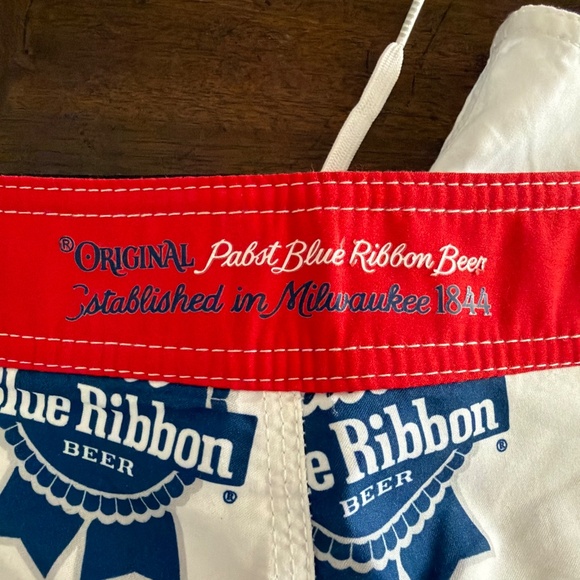 ® ORIGINAL Pabst Blue Ribbon Beer
Established in Milwaukee 1844
Blue Ribbon
BEER
®
Ribbon
BEER
®